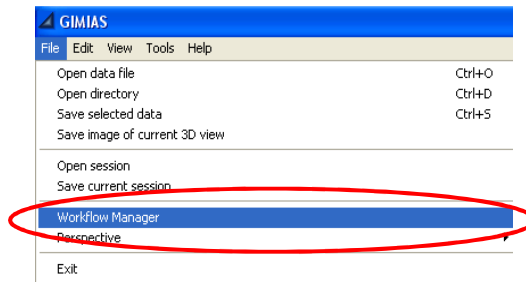 GIMIAS
File Edit View Tools Help
Open data file Ctrl+O
Open directory Ctrl+D
Save selected data Ctrl+S
Save image of current 3D view
Open session
Save current session
Workflow Manager
Perspective
Exit